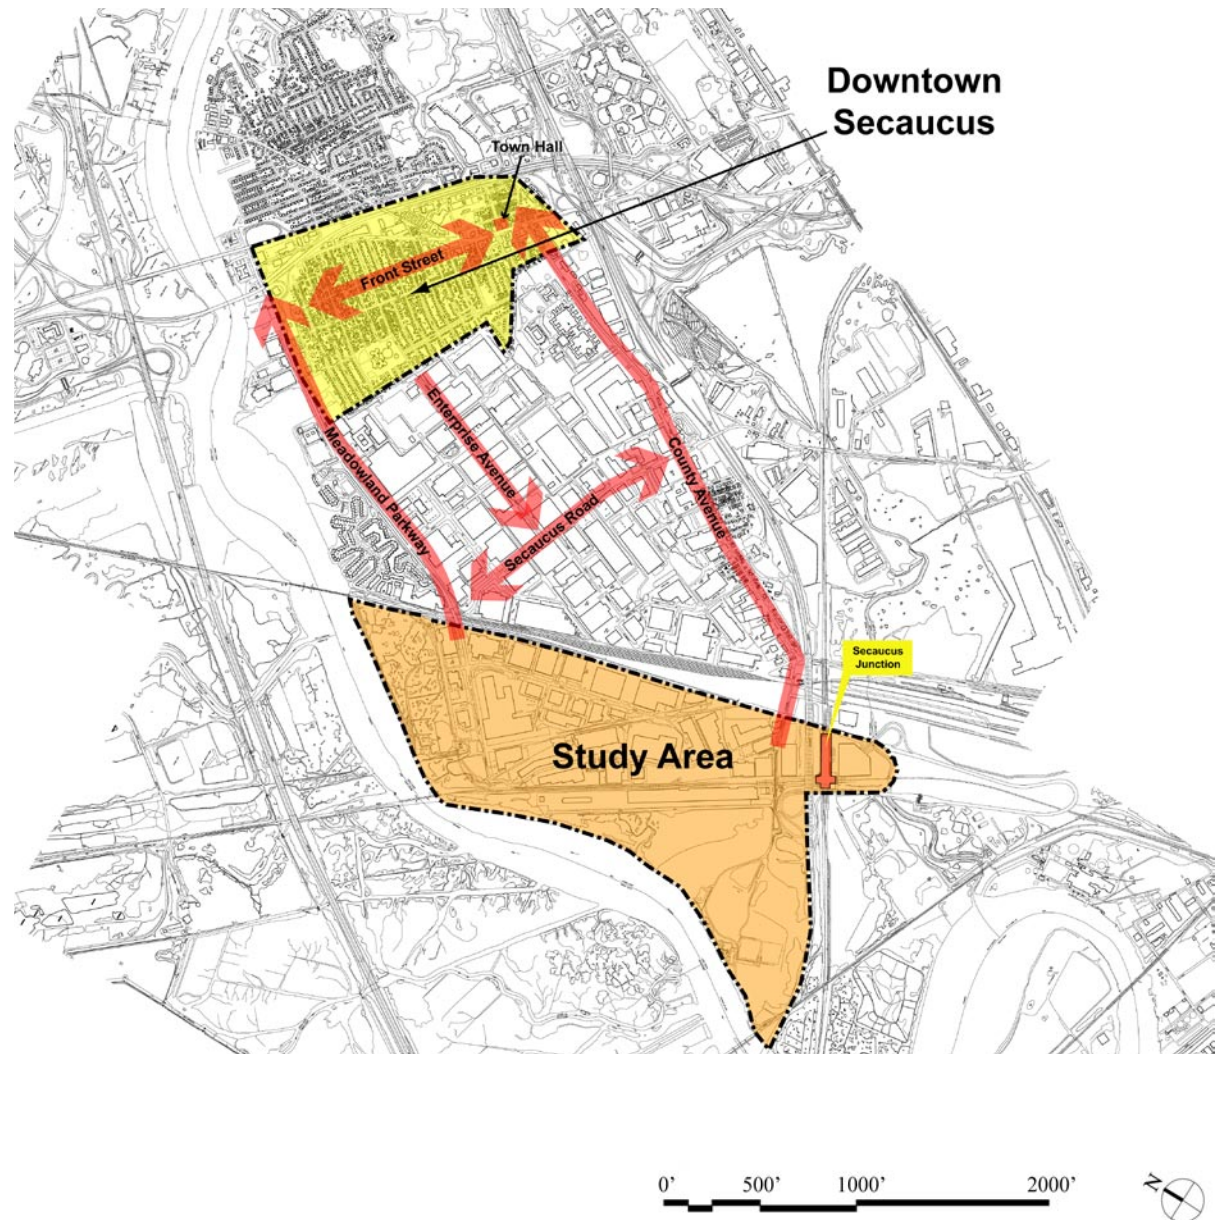 Downtown
Secaucus
Town Hall
Front Street
Enterprise Avenue
Meadowland Parkway
County Avenue
Secaucus Road
Secaucus
Junction
Study Area
0' 500' 1000' 2000'
N